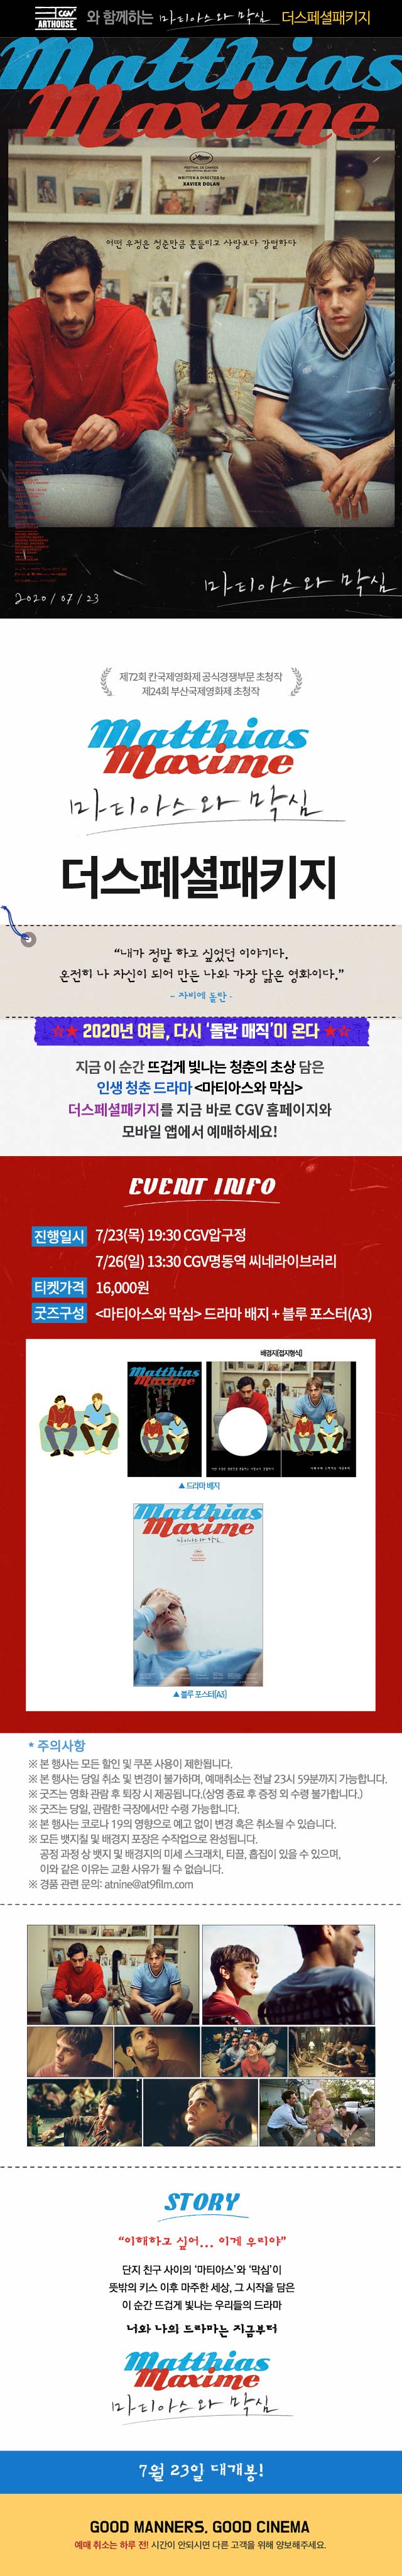 CGV
ARTHOUSE
와 함께하는 마티아스와 막심 더스페셜패키지
Matthias
Maxime
FESTIVAL DE CANNES
WRITTEN & DIRECTED by
XAVIER DOLAN
어떤 우정은 청춘만큼 흔들리고 사랑보다 강렬하다
2020/07/23
마티아스와 막심
제72회 칸국제영화제 공식경쟁부문 초청작
제24회 부산국제영화제 초청작
Matthias
Maxime
마티아스와 막심
더스페셜패키지
“내가 정말 하고 싶었던 이야기다.
온전히 나 자신이 되어 만든 나와 가장 닮은 영화이다.”
- 자비에 돌란 -
☆★ 2020년 여름, 다시 ‘돌란 매직’이 온다 ★☆
지금 이 순간 뜨겁게 빛나는 청춘의 초상 담은
인생 청춘 드라마 <마티아스와 막심>
더스페셜패키지를 지금 바로 CGV 홈페이지와
모바일 앱에서 예매하세요!
EVENT INFO
진행일시 7/23(목) 19:30 CGV압구정
7/26(일) 13:30 CGV명동역 씨네라이브러리
티켓가격 16,000원
굿즈구성 <마티아스와 막심> 드라마 배지 + 블루 포스터(A3)
배경지[접지형식]
Matthias
Maxime
▲ 드라마 배지
Matthias
Maxime
마티아스와 막심
▲ 블루 포스터[A3]
* 주의사항
※ 본 행사는 모든 할인 및 쿠폰 사용이 제한됩니다.
※ 본 행사는 당일 취소 및 변경이 불가하며, 예매취소는 전날 23시 59분까지 가능합니다.
※ 굿즈는 영화 관람 후 퇴장 시 제공됩니다.(상영 종료 후 증정 외 수령 불가합니다.)
※ 굿즈는 당일, 관람한 극장에서만 수령 가능합니다.
※ 본 행사는 코로나 19의 영향으로 예고 없이 변경 혹은 취소될 수 있습니다.
※ 모든 뱃지칠 및 배경지 포장은 수작업으로 완성됩니다.
공정 과정 상 뱃지 및 배경지의 미세 스크래치, 티끌, 흠집이 있을 수 있으며,
이와 같은 이유는 교환 사유가 될 수 없습니다.
※ 경품 관련 문의: atnine@at9film.com
STORY
“이해하고 싶어... 이게 우리야”
단지 친구 사이의 ‘마티아스’와 ‘막심’이
뜻밖의 키스 이후 마주한 세상, 그 시작을 담은
이 순간 뜨겁게 빛나는 우리들의 드라마
너와 나의 드라마는 지금부터
Matthias
Maxime
마티아스와 막심
7월 23일 대개봉!
GOOD MANNERS, GOOD CINEMA
예매 취소는 하루 전! 시간이 안되시면 다른 고객을 위해 양보해주세요.